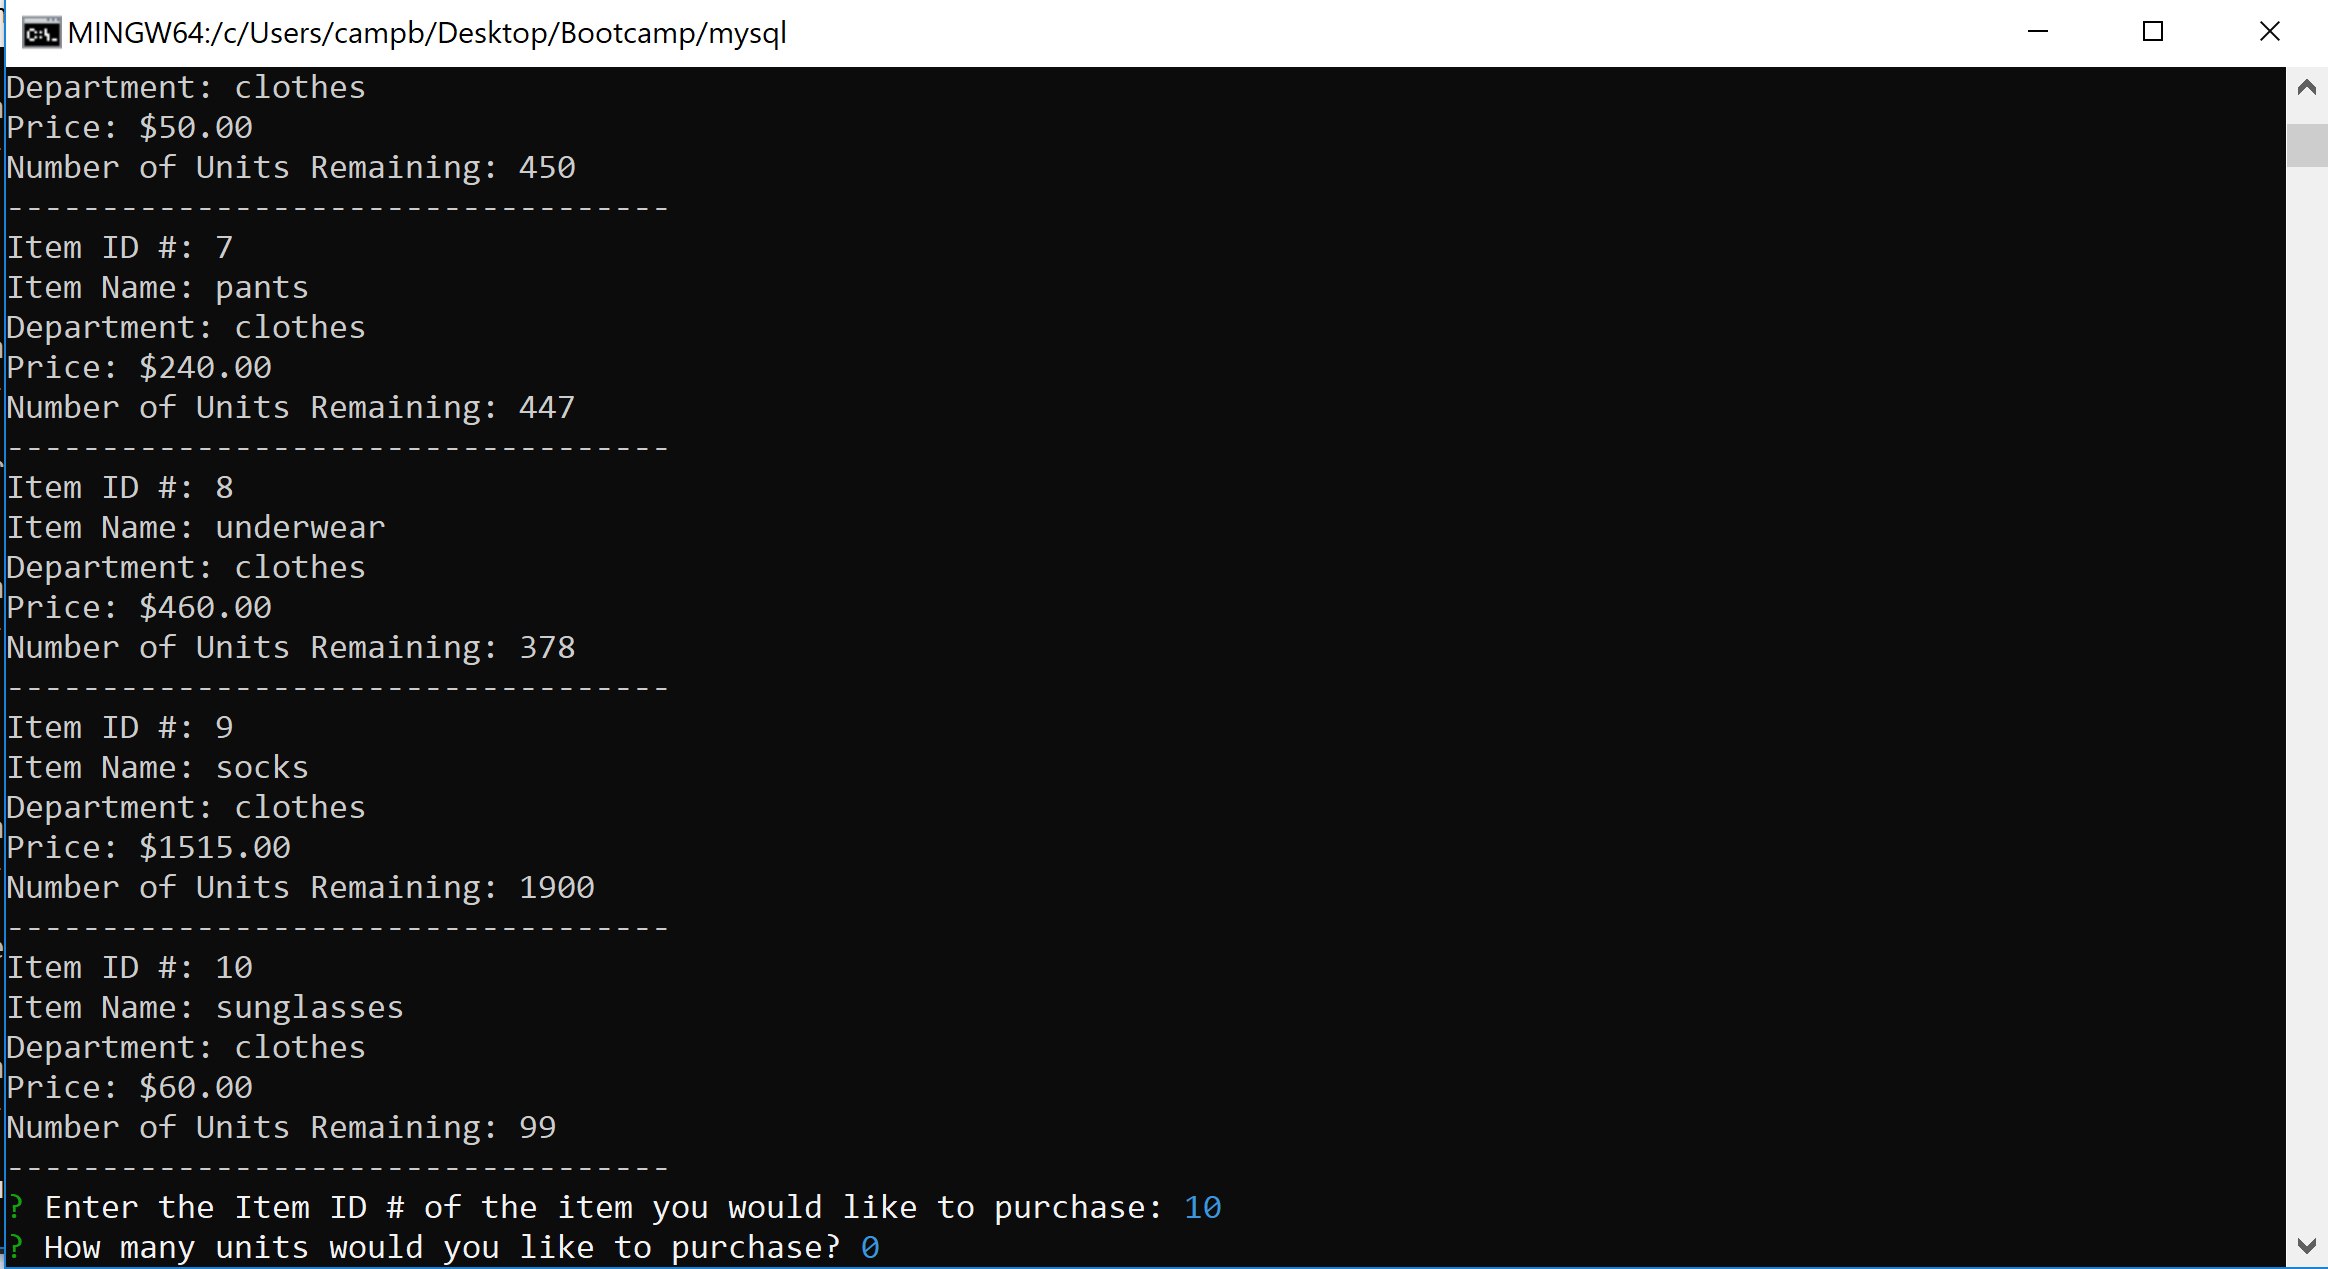 MINGW64:/c/Users/campb/Desktop/Bootcamp/mysql
Department: clothes
Price: $50.00
Number of Units Remaining: 450
-----------------------------------
Item ID #: 7
Item Name: pants
Department: clothes
Price: $240.00
Number of Units Remaining: 447
-----------------------------------
Item ID #: 8
Item Name: underwear
Department: clothes
Price: $460.00
Number of Units Remaining: 378
-----------------------------------
Item ID #: 9
Item Name: socks
Department: clothes
Price: $1515.00
Number of Units Remaining: 1900
-----------------------------------
Item ID #: 10
Item Name: sunglasses
Department: clothes
Price: $60.00
Number of Units Remaining: 99
-----------------------------------
? Enter the Item ID # of the item you would like to purchase: 10
? How many units would you like to purchase? 0